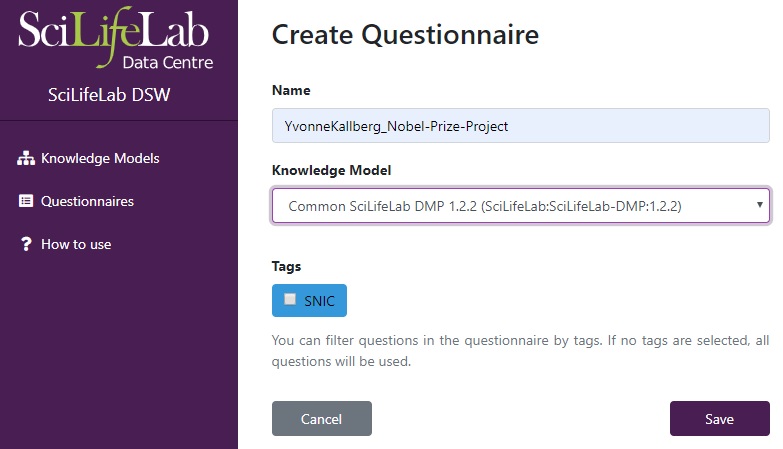 SciLifeLab
Data Centre
SciLifeLab DSW
Knowledge Models
Questionnaires
How to use
Create Questionnaire
Name
YvonneKallberg_Nobel-Prize-Project
Knowledge Model
Common SciLifeLab DMP 1.2.2 (SciLifeLab:SciLifeLab-DMP:1.2.2)
Tags
SNIC
You can filter questions in the questionnaire by tags. If no tags are selected, all
questions will be used.
Cancel
Save